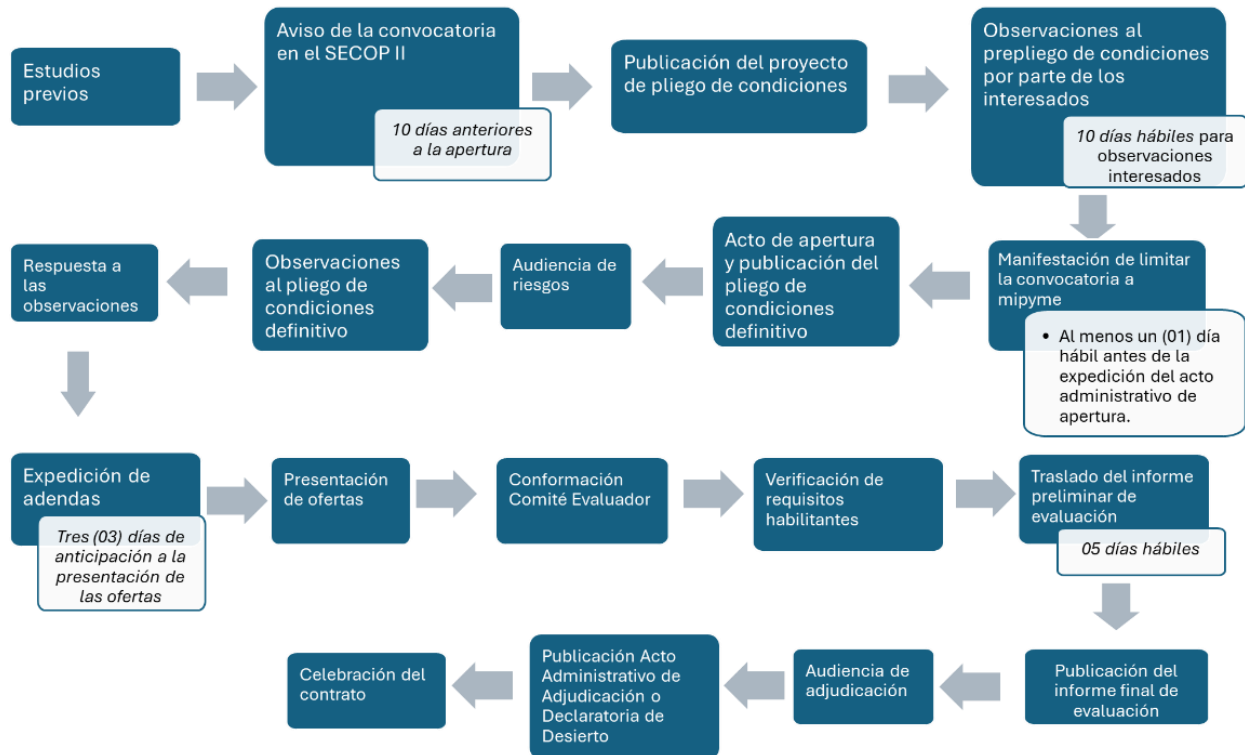 Estudios
previos
Aviso de la convocatoria
en el SECOP II
10 días anteriores
a la apertura
Publicación del proyecto
de pliego de condiciones
Observaciones al
prepliego de condiciones
por parte de los
interesados
10 días hábiles para
observaciones
interesados
Manifestación de limitar
la convocatoria a
mipyme
• Al menos un (01) día
hábil antes de la
expedición del acto
administrativo de
apertura.
Acto de apertura
y publicación del
pliego de
condiciones
definitivo
Audiencia de
riesgos
Observaciones
al pliego de
condiciones
definitivo
Respuesta a
las
observaciones
Expedición de
adendas
Tres (03) días de
anticipación a la
presentación de
las ofertas
Presentación
de ofertas
Conformación
Comité Evaluador
Verificación de
requisitos
habilitantes
Traslado del informe
preliminar de
evaluación
05 días hábiles
Publicación del
informe final de
evaluación
Audiencia de
adjudicación
Publicación Acto
Administrativo de
Adjudicación o
Declaratoria de
Desierto
Celebración del
contrato